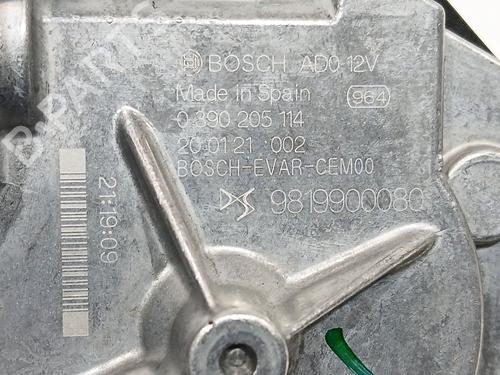 BOSCH AD0 12V
Made in Spain 964
0 390 205 114
20 01 21 002
BOSCH-EVAR-CEM00
9819900080
21:19:09
B-PARTS